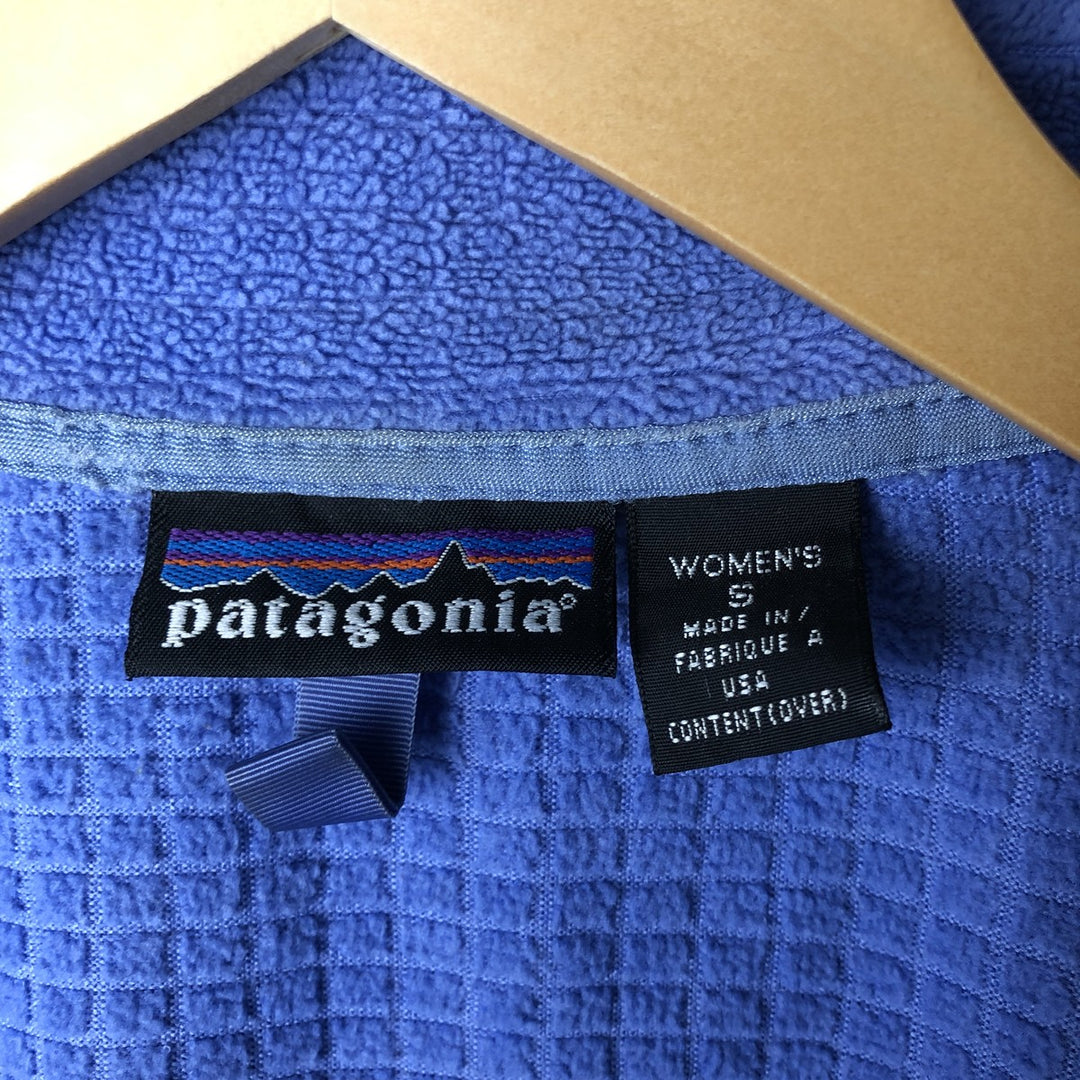 patagonia®
WOMEN'S
S
MADE IN /
FABRIQUE A
USA
CONTENT(OVER)